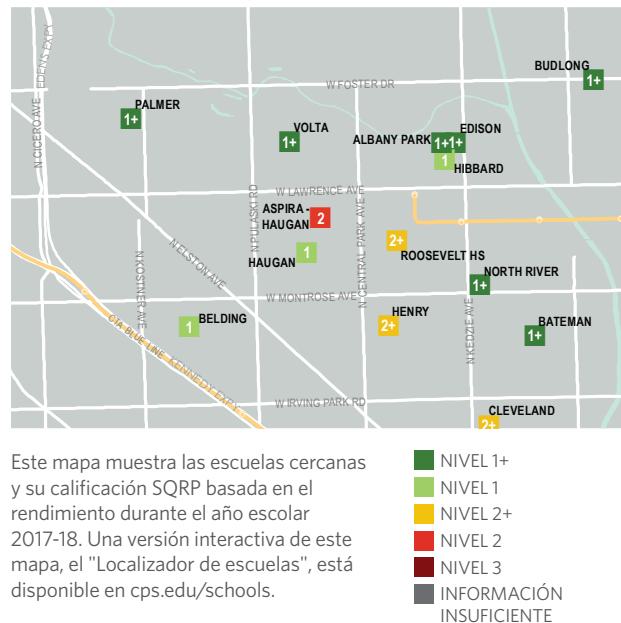 BUDLONG
1+
W FOSTER DR
EDENS EXPY
N CICERO AVE
PALMER
1+
VOLTA
1+
ALBANY PARK
EDISON
1+
1+
1
HIBBARD
W LAWRENCE AVE
ASPIRA -
HAUGAN
2
N PULASKI RD
N CENTRAL PARK AVE
2+
ROOSEVELT HS
HAUGAN
1
N ELSTON AVE
N KOSTNER AVE
NORTH RIVER
1+
W MONTROSE AVE
BELDING
1
HENRY
2+
N KEDZIE AVE
BATEMAN
1+
CTA BLUE LINE
KENNEDY EXPY
W IRVING PARK RD
CLEVELAND
2+
Este mapa muestra las escuelas cercanas
y su calificación SQRP basada en el
rendimiento durante el año escolar
2017-18. Una versión interactiva de este
mapa, el "Localizador de escuelas", está
disponible en cps.edu/schools.
NIVEL 1+
NIVEL 1
NIVEL 2+
NIVEL 2
NIVEL 3
INFORMACIÓN
INSUFICIENTE